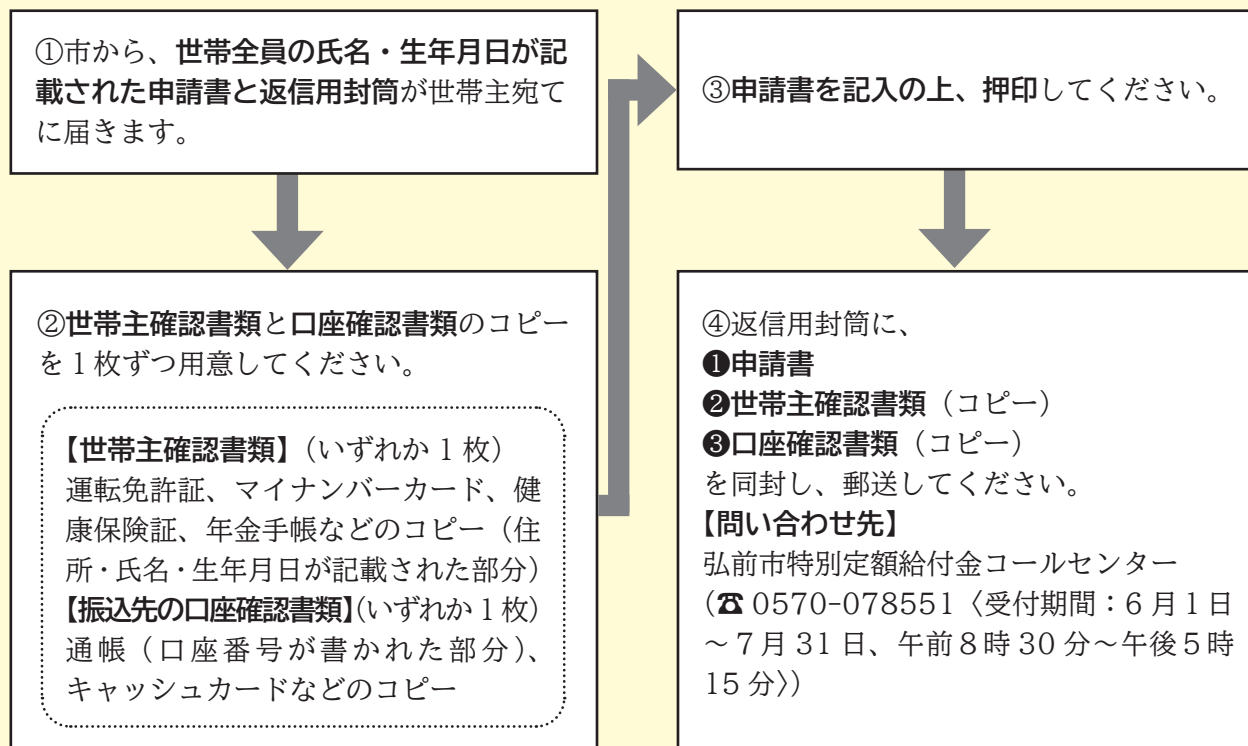 ①市から、世帯全員の氏名・生年月日が記
載された申請書と返信用封筒が世帯主宛て
に届きます。
②世帯主確認書類と口座確認書類のコピー
を1枚ずつ用意してください。
【世帯主確認書類】(いずれか1枚)
運転免許証、マイナンバーカード、健
康保険証、年金手帳などのコピー(住
所・氏名・生年月日が記載された部分)
【振込先の口座確認書類】(いずれか1枚)
通帳(口座番号が書かれた部分)、
キャッシュカードなどのコピー
③申請書を記入の上、押印してください。
④返信用封筒に、
❶申請書
❷世帯主確認書類(コピー)
❸口座確認書類(コピー)
を同封し、郵送してください。
【問い合わせ先】
弘前市特別定額給付金コールセンター
(☎0570-078551〈受付期間:6月1日
~7月31日、午前8時30分~午後5時
15分〉)